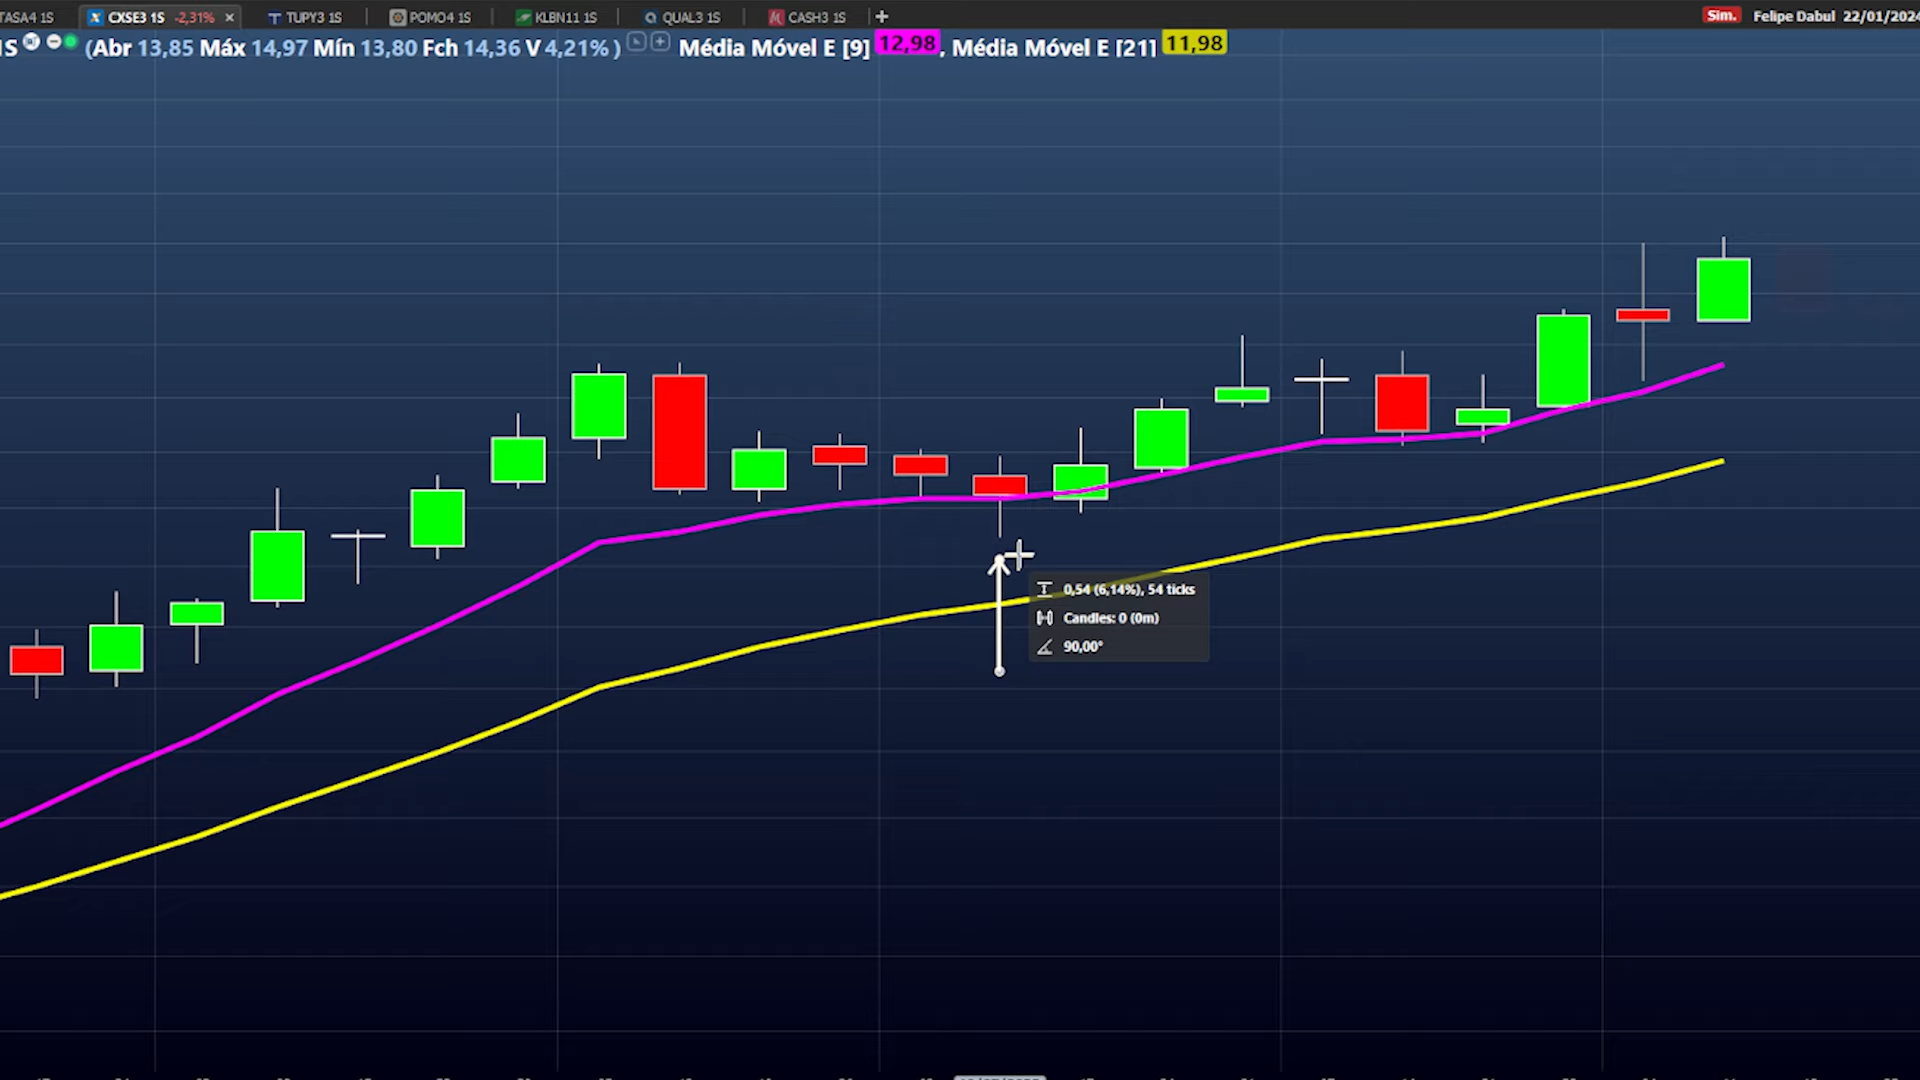 TASA4 1S CXSE3 1S -2,31% × TUPY3 1S POMO4 1S KLBN11 1S QUAL3 1S CASH3 1S + Sim. Felipe Dabul 22/01/2024
1S (Abr 13,85 Máx 14,97 Mín 13,80 Fch 14,36 V 4,21% ) Média Móvel E [9] 12,98, Média Móvel E [21] 11,98
0,54 (6,14%), 54 ticks
Candles: 0 (0m)
90,00°